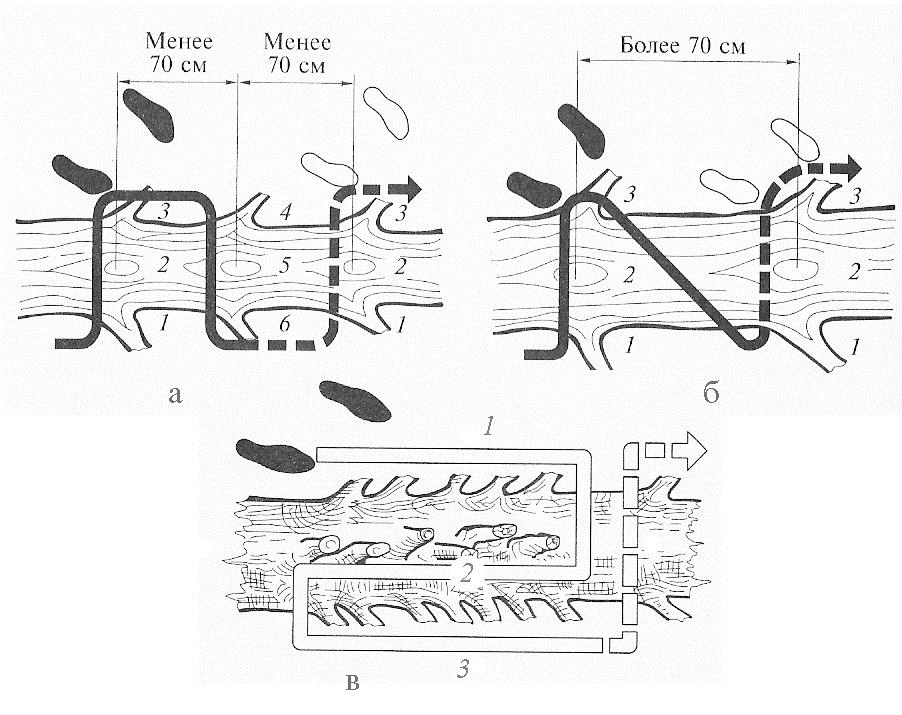 Менее
70 см
Менее
70 см
3 4 3
2 5 2
1 6 1
а
Более 70 см
3 3
2 2
1 1
б
1
2
3
в